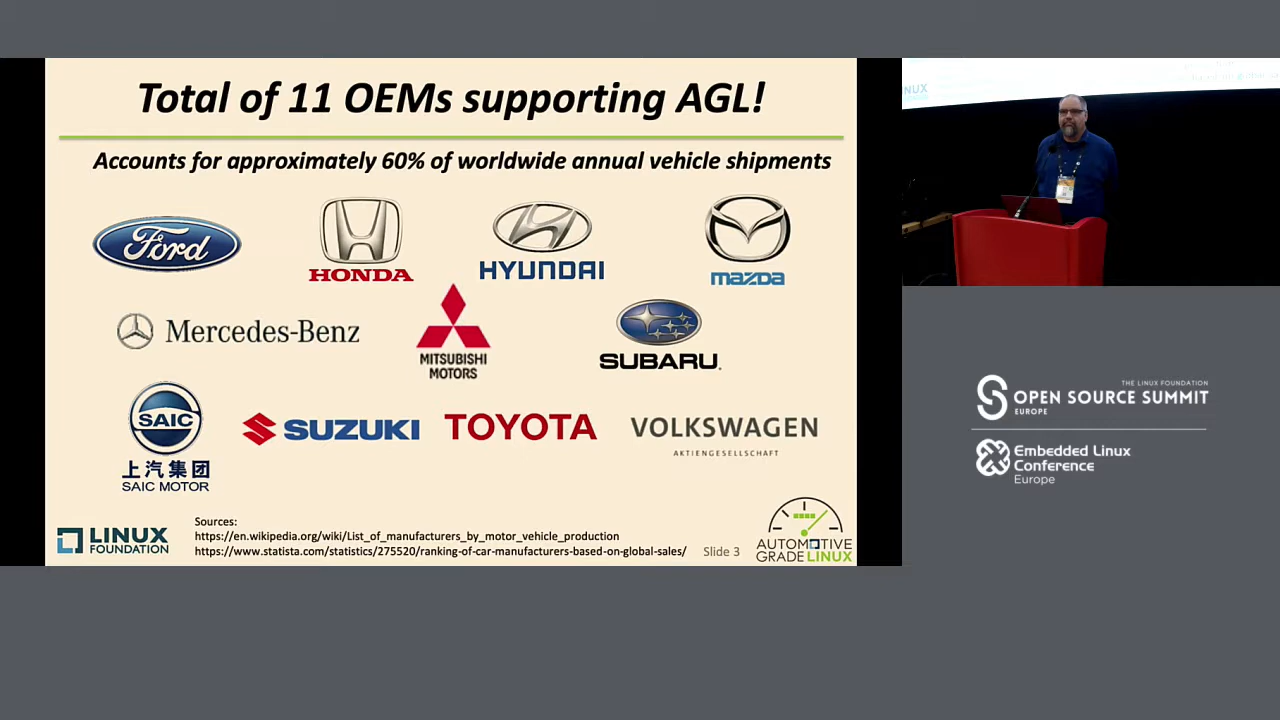 Total of 11 OEMs supporting AGL!
Accounts for approximately 60% of worldwide annual vehicle shipments
Ford
HONDA
HYUNDAI
mazda
Mercedes-Benz
MITSUBISHI
MOTORS
SUBARU.
SAIC
上汽集团
SAIC MOTOR
SUZUKI
TOYOTA
VOLKSWAGEN
AKTIENGESELLSCHAFT
LINUX
FOUNDATION
Sources:
https://en.wikipedia.org/wiki/List_of_manufacturers_by_motor_vehicle_production
https://www.statista.com/statistics/275520/ranking-of-car-manufacturers-based-on-global-sales/
Slide 3
AUTOMOTIVE
GRADELINUX
NUX
THE LINUX FOUNDATION
OPEN SOURCE SUMMIT
EUROPE
Embedded Linux
Conference
Europe